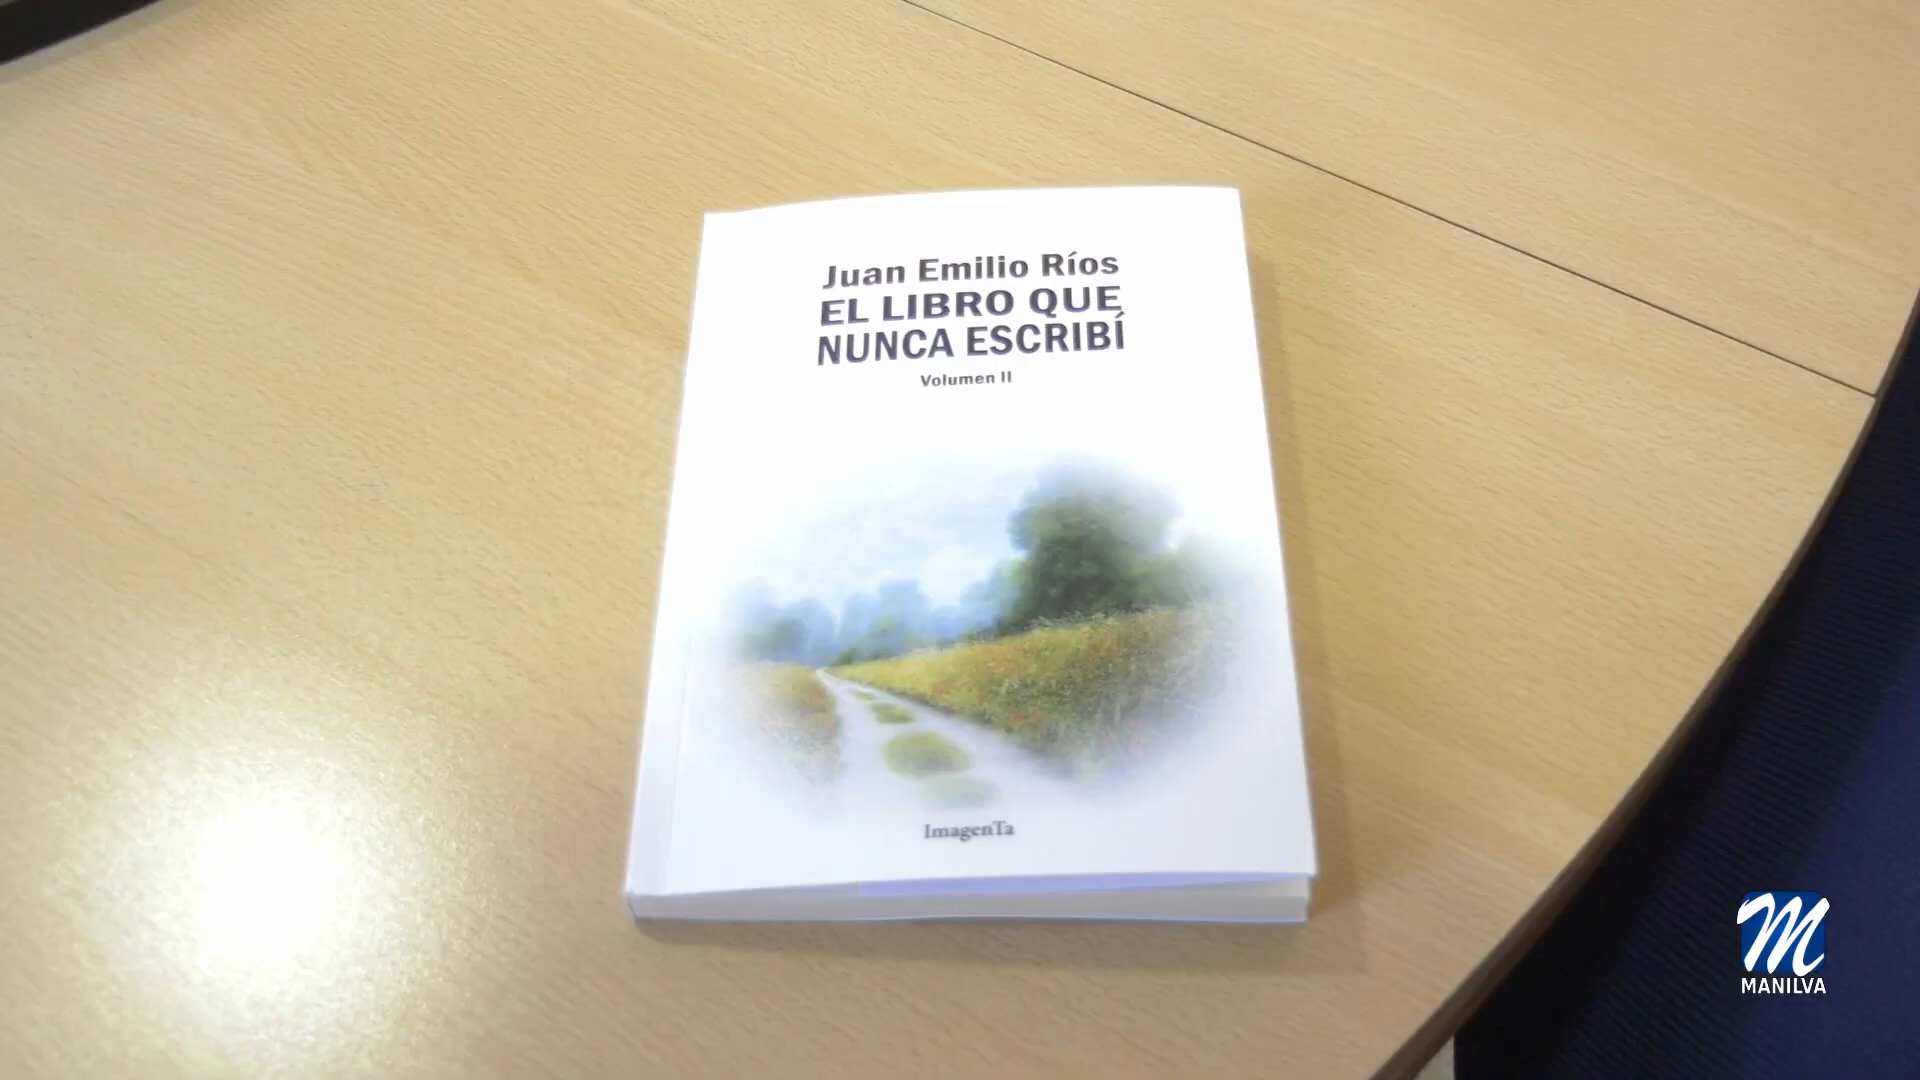 Juan Emilio Ríos
EL LIBRO QUE
NUNCA ESCRIBÍ
Volumen II
ImagenTa
MANILVA